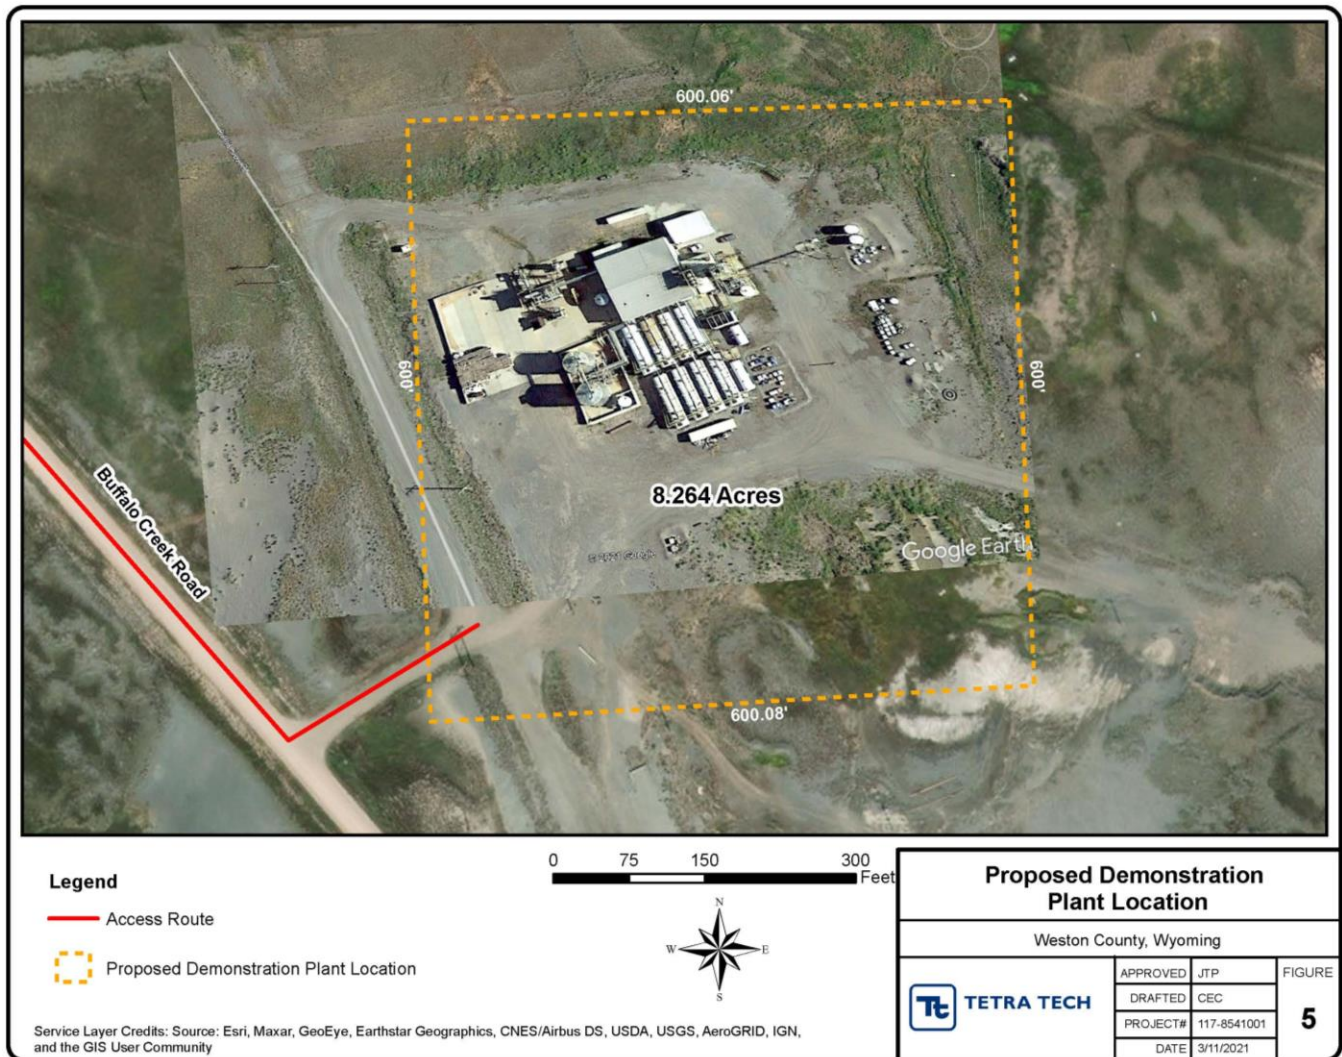 600.06'
600'
600'
Buffalo Creek Road
8.264 Acres
Google Earth
600.08'
Legend
Access Route
Proposed Demonstration Plant Location
0 75 150 300
Feet
N
W E
S
Service Layer Credits: Source: Esri, Maxar, GeoEye, Earthstar Geographics, CNES/Airbus DS, USDA, USGS, AeroGRID, IGN,
and the GIS User Community
Proposed Demonstration
Plant Location
Weston County, Wyoming
Tt TETRA TECH
APPROVED JTP
DRAFTED CEC
PROJECT# 117-8541001
DATE 3/11/2021
FIGURE
5